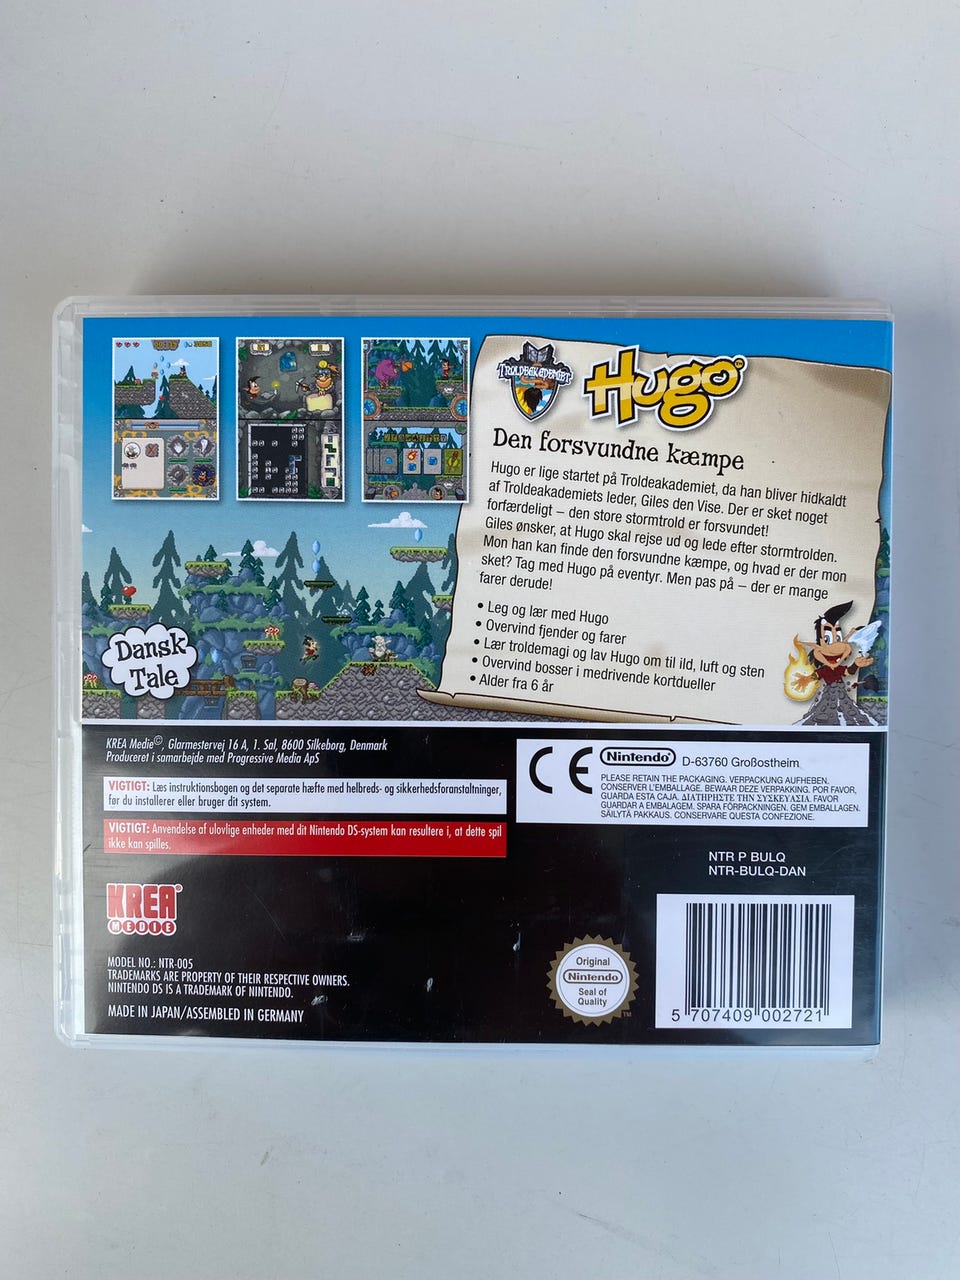 TROLDEAKADEMIET
Hugo
Den forsvundne kæmpe
Hugo er lige startet på Troldeakademiet, da han bliver hidkaldt
af Troldeakademiets leder, Giles den Vise. Der er sket noget
forfærdeligt – den store stormtrold er forsvundet!
Giles ønsker, at Hugo skal rejse ud og lede efter stormtrolden.
Mon han kan finde den forsvundne kæmpe, og hvad er der mon
sket? Tag med Hugo på eventyr. Men pas på – der er mange
farer derude!
• Leg og lær med Hugo
• Overvind fjender og farer
• Lær troldemagi og lav Hugo om til ild, luft og sten
• Overvind bosser i medrivende kortdueller
• Alder fra 6 år
Dansk
Tale
KREA Medie©, Glarmestervej 16 A, 1. Sal, 8600 Silkeborg, Denmark
Produceret i samarbejde med Progressive Media ApS
VIGTIGT: Læs instruktionsbogen og det separate hæfte med helbreds- og sikkerhedsforanstaltninger,
før du installerer eller bruger dit system.
VIGTIGT: Anvendelse af ulovlige enheder med dit Nintendo DS-system kan resultere i, at dette spil
ikke kan spilles.
CE
Nintendo® D-63760 Großostheim
PLEASE RETAIN THE PACKAGING. VERPACKUNG AUFHEBEN.
CONSERVER L'EMBALLAGE. BEWAAR DEZE VERPAKKING. POR FAVOR,
GUARDA ESTA CAJA. ΔΙΑΤΗΡΗΣΤΕ ΤΗΝ ΣΥΣΚΕΥΑΣΙΑ. FAVOR
GUARDAR A EMBALAGEM. SPARA FÖRPACKNINGEN. GEM EMBALLAGEN.
SÄILYTÄ PAKKAUS. CONSERVARE QUESTA CONFEZIONE.
NTR P BULQ
NTR-BULQ-DAN
KREA®
MEDIE
MODEL NO.: NTR-005
TRADEMARKS ARE PROPERTY OF THEIR RESPECTIVE OWNERS.
NINTENDO DS IS A TRADEMARK OF NINTENDO.
MADE IN JAPAN/ASSEMBLED IN GERMANY
Original
Nintendo®
Seal of
Quality
TM
5 707409 002721